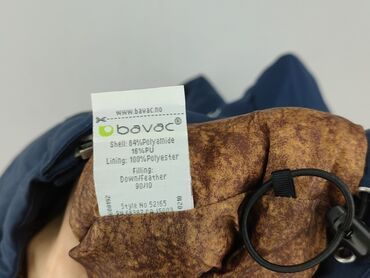 www.bavac.no
bavac®
Shell: 84%Polyamide
16%PU
Lining: 100%Polyester
Filling:
Down/Feather
90/10
Style No 52165